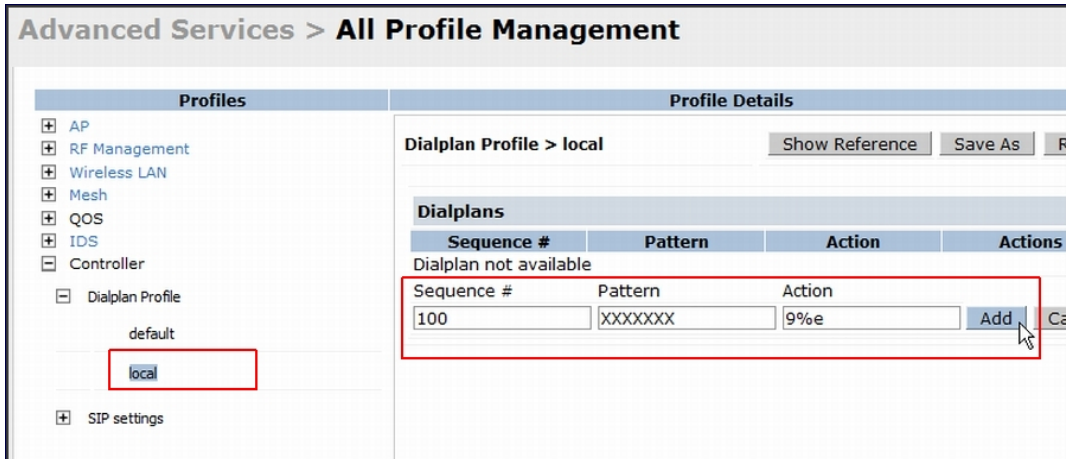 Advanced Services > All Profile Management
Profiles
AP
RF Management
Wireless LAN
Mesh
QOS
IDS
Controller
Dialplan Profile
default
local
SIP settings
Profile Details
Dialplan Profile > local Show Reference Save As R
Dialplans
Sequence # Pattern Action Actions
Dialplan not available
Sequence # Pattern Action
100 XXXXXXX 9%e Add Ca